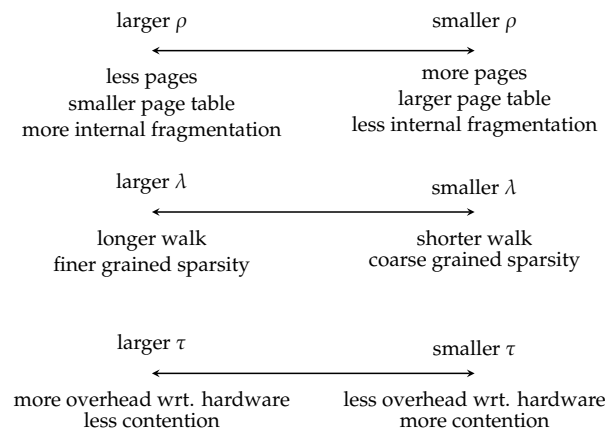 larger ρ smaller ρ
less pages more pages
smaller page table larger page table
more internal fragmentation less internal fragmentation
larger λ smaller λ
longer walk shorter walk
finer grained sparsity coarse grained sparsity
larger τ smaller τ
more overhead wrt. hardware less overhead wrt. hardware
less contention more contention